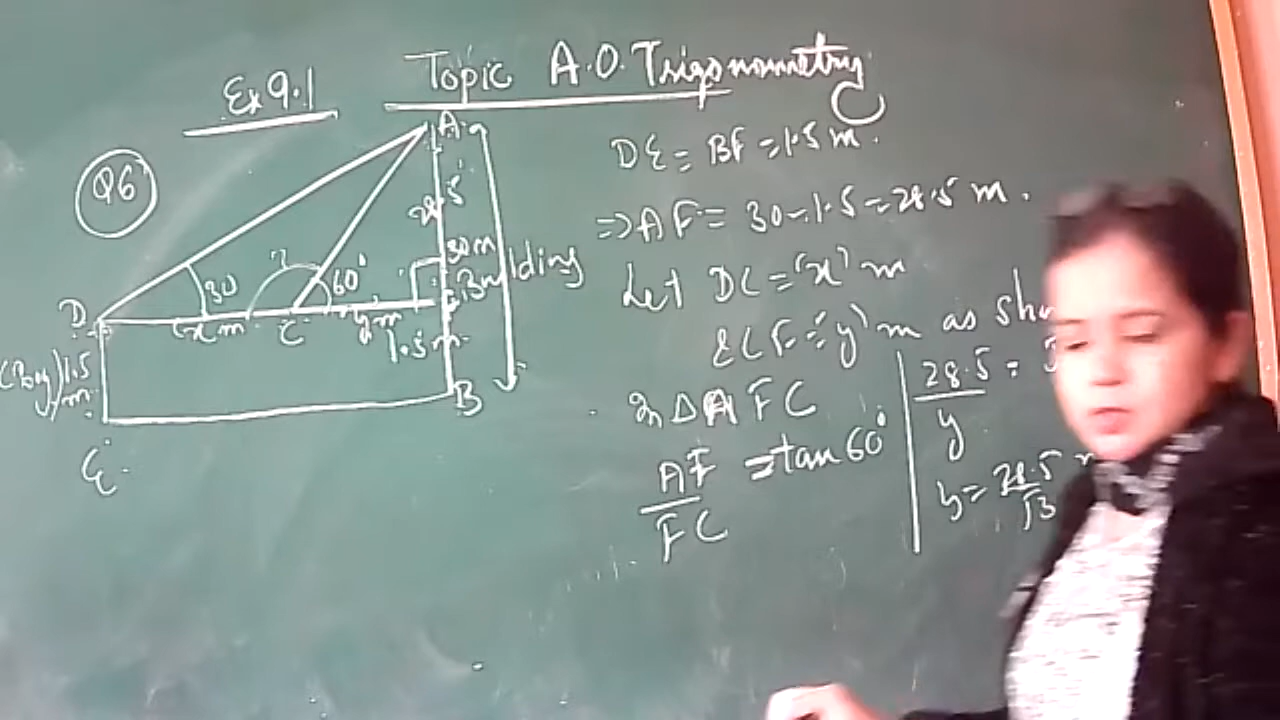 Ex 9.1
Topic A.O.Trigonometry
Q6
A
28.5
30m
Building
D
30
?
60°
x m
C
y m
F
1.5 m
(Boy) 1.5 m
B
E
DE = BF = 1.5 m.
⇒ AF = 30 - 1.5 = 28.5 m.
Let DC = 'x' m
& CF = 'y' m as sh
In Δ AFC
AF/FC = tan 60°
28.5/y =
y = 28.5/√3